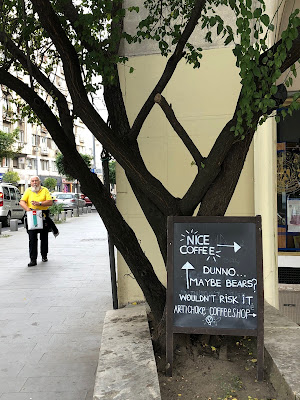 NICE
COFFEE
DUNNO...
MAYBE BEARS?
WOULDN'T RISK IT
ARTICHOKE COFFEESHOP